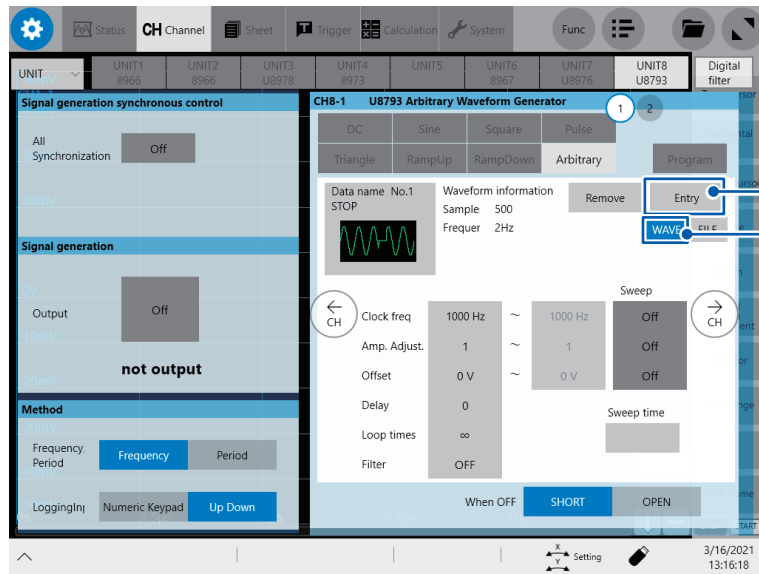 Status CH Channel Sheet Trigger Calculation System Func
UNIT UNIT1 UNIT2 UNIT3 UNIT4 UNIT5 UNIT6 UNIT7 UNIT8 Digital
8966 8966 U8978 8973 8967 U8976 U8793 filter
Signal generation synchronous control
All
Synchronization Off
20mV
Signal generation
0V
Output Off
not output
Method
Frequency.
Period Frequency Period
LoggingInp Numeric Keypad Up Down
0s
CH8-1 U8793 Arbitrary Waveform Generator 1 2
DC Sine Square Pulse
Triangle RampUp RampDown Arbitrary Program
Data name No.1
STOP
Waveform information
Sample 500
Frequer 2Hz
Remove Entry
WAVE FILE
Sweep
CH Clock freq 1000 Hz ~ 1000 Hz Off CH
Amp. Adjust. 1 ~ 1 Off
Offset 0 V ~ 0 V Off
Delay 0
Sweep time
Loop times ∞
Filter OFF
When OFF SHORT OPEN
START
X
Y Setting
3/16/2021
13:16:18